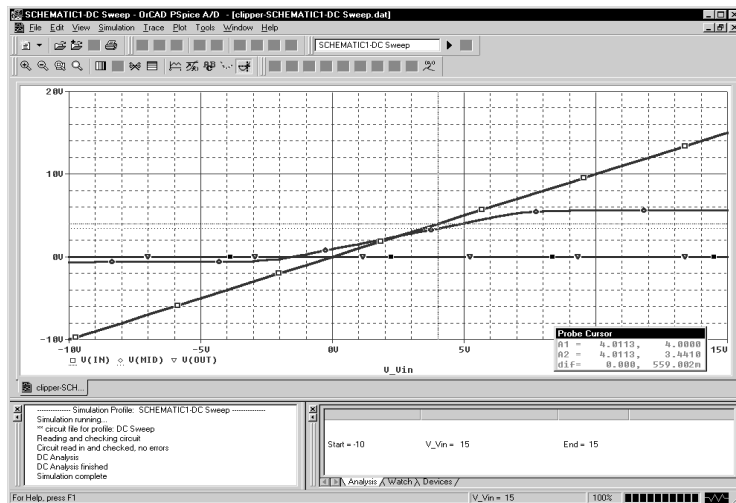 SCHEMATIC1-DC Sweep - OrCAD PSpice A/D - [clipper-SCHEMATIC1-DC Sweep.dat]
File Edit View Simulation Trace Plot Tools Window Help
SCHEMATIC1-DC Sweep
20V
10V
0V
-10V
-10V -5V 0V 5V 10V 15V
V(IN) V(MID) V(OUT)
V_Vin
Probe Cursor
A1 = 4.0113, 4.0000
A2 = 4.0113, 3.4410
dif= 0.000, 559.002m
clipper-SCH...
-------------- Simulation Profile: SCHEMATIC1-DC Sweep --------------
Simulation running...
** circuit file for profile: DC Sweep
Reading and checking circuit
Circuit read in and checked, no errors
DC Analysis
DC Analysis finished
Simulation complete
Start = -10 V_Vin = 15 End = 15
Analysis Watch Devices
For Help, press F1 V_Vin = 15 100%